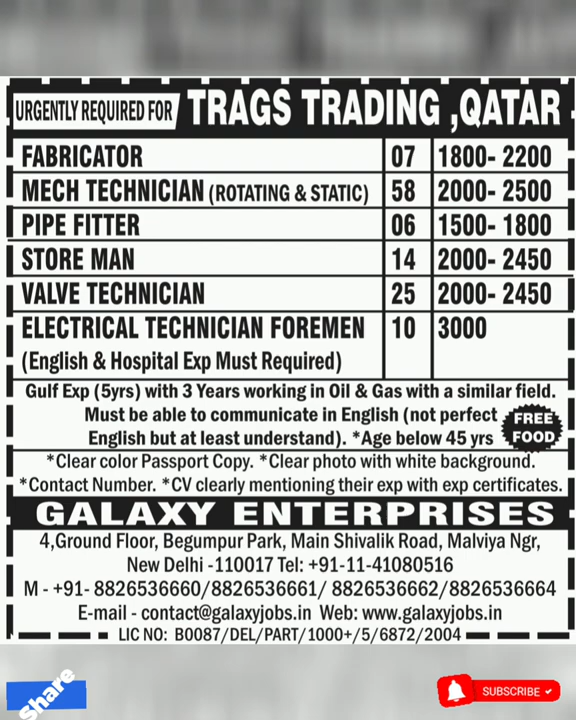 URGENTLY REQUIRED FOR TRAGS TRADING ,QATAR
FABRICATOR 07 1800- 2200
MECH TECHNICIAN (ROTATING & STATIC) 58 2000- 2500
PIPE FITTER 06 1500- 1800
STORE MAN 14 2000- 2450
VALVE TECHNICIAN 25 2000- 2450
ELECTRICAL TECHNICIAN FOREMEN 10 3000
(English & Hospital Exp Must Required)
Gulf Exp (5yrs) with 3 Years working in Oil & Gas with a similar field.
Must be able to communicate in English (not perfect
English but at least understand). *Age below 45 yrs
FREE
FOOD
*Clear color Passport Copy. *Clear photo with white background.
*Contact Number. *CV clearly mentioning their exp with exp certificates.
GALAXY ENTERPRISES
4,Ground Floor, Begumpur Park, Main Shivalik Road, Malviya Ngr,
New Delhi -110017 Tel: +91-11-41080516
M - +91- 8826536660/8826536661/ 8826536662/8826536664
E-mail - contact@galaxyjobs.in Web: www.galaxyjobs.in
LIC NO: B0087/DEL/PART/1000+/5/6872/2004
Share
SUBSCRIBE